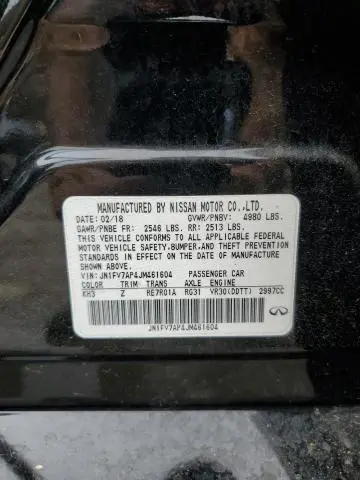 MANUFACTURED BY NISSAN MOTOR CO.,LTD.
DATE: 02/18 GVWR/PNBV: 4980 LBS.
GAWR/PNBE FR: 2546 LBS. RR: 2513 LBS.
THIS VEHICLE CONFORMS TO ALL APPLICABLE FEDERAL
MOTOR VEHICLE SAFETY,BUMPER,AND THEFT PREVENTION
STANDARDS IN EFFECT ON THE DATE OF MANUFACTURE
SHOWN ABOVE.
VIN: JN1FV7AP4JM461604 PASSENGER CAR
COLOR TRIM TRANS AXLE ENGINE
KH3 Z RE7R01A RG31 VR30(DDTT) 2997CC
JN1FV7AP4JM461604